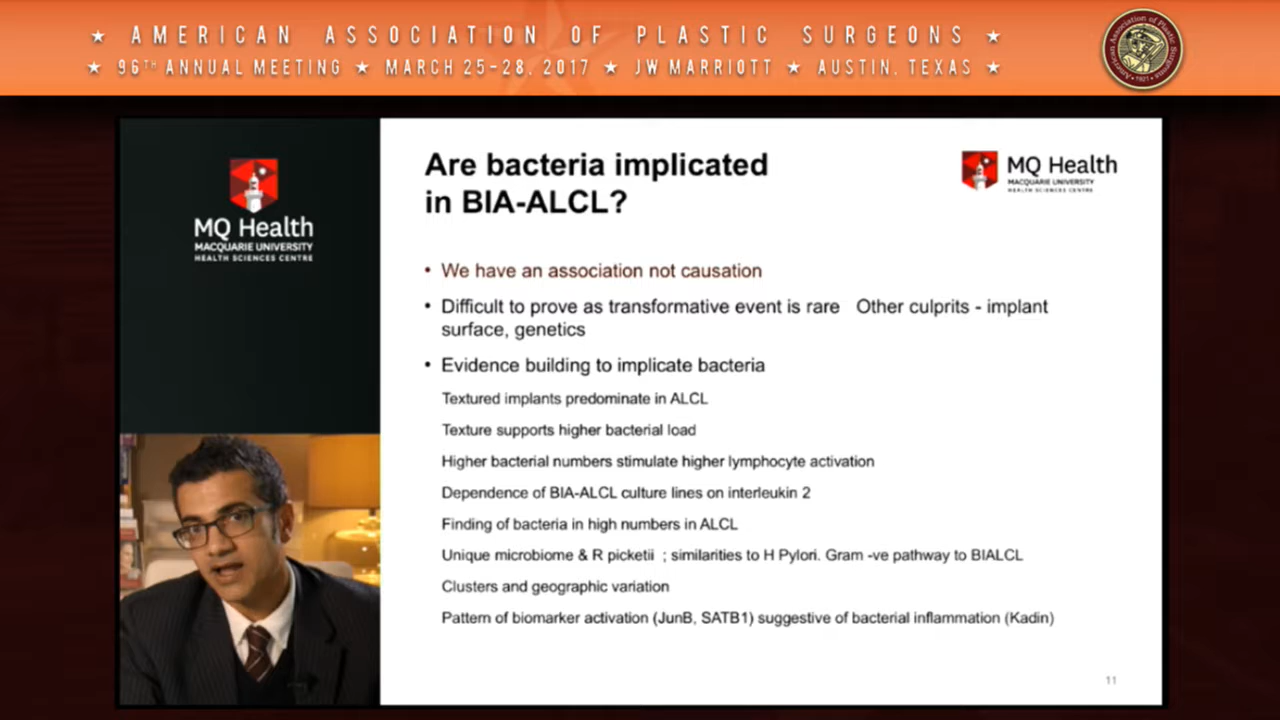 ★ AMERICAN ASSOCIATION OF PLASTIC SURGEONS ★
★ 96TH ANNUAL MEETING ★ MARCH 25-28, 2017 ★ JW MARRIOTT ★ AUSTIN, TEXAS ★
American Association of Plastic Surgeons
1921
MQ Health
MACQUARIE UNIVERSITY
HEALTH SCIENCES CENTRE
Are bacteria implicated
in BIA-ALCL?
MQ Health
MACQUARIE UNIVERSITY
HEALTH SCIENCES CENTRE
• We have an association not causation
• Difficult to prove as transformative event is rare Other culprits - implant
surface, genetics
• Evidence building to implicate bacteria
Textured implants predominate in ALCL
Texture supports higher bacterial load
Higher bacterial numbers stimulate higher lymphocyte activation
Dependence of BIA-ALCL culture lines on interleukin 2
Finding of bacteria in high numbers in ALCL
Unique microbiome & R picketii ; similarities to H Pylori. Gram -ve pathway to BIALCL
Clusters and geographic variation
Pattern of biomarker activation (JunB, SATB1) suggestive of bacterial inflammation (Kadin)
11